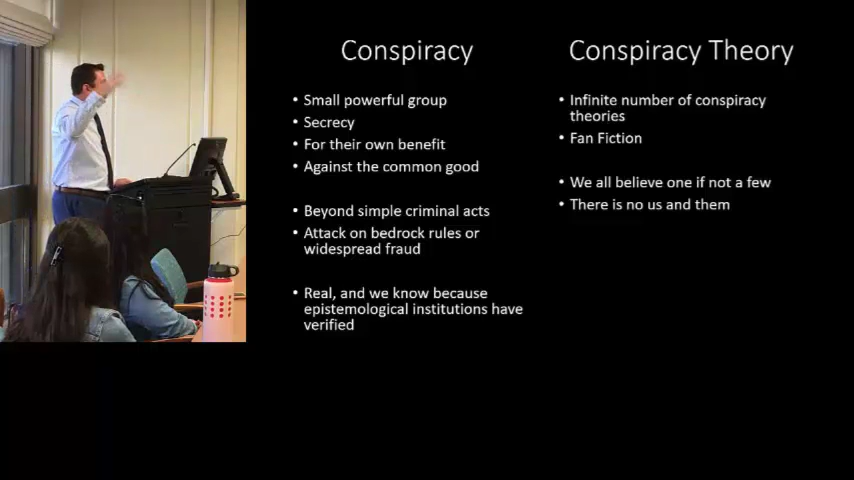 Conspiracy
• Small powerful group
• Secrecy
• For their own benefit
• Against the common good
• Beyond simple criminal acts
• Attack on bedrock rules or
widespread fraud
• Real, and we know because
epistemological institutions have
verified
Conspiracy Theory
• Infinite number of conspiracy
theories
• Fan Fiction
• We all believe one if not a few
• There is no us and them